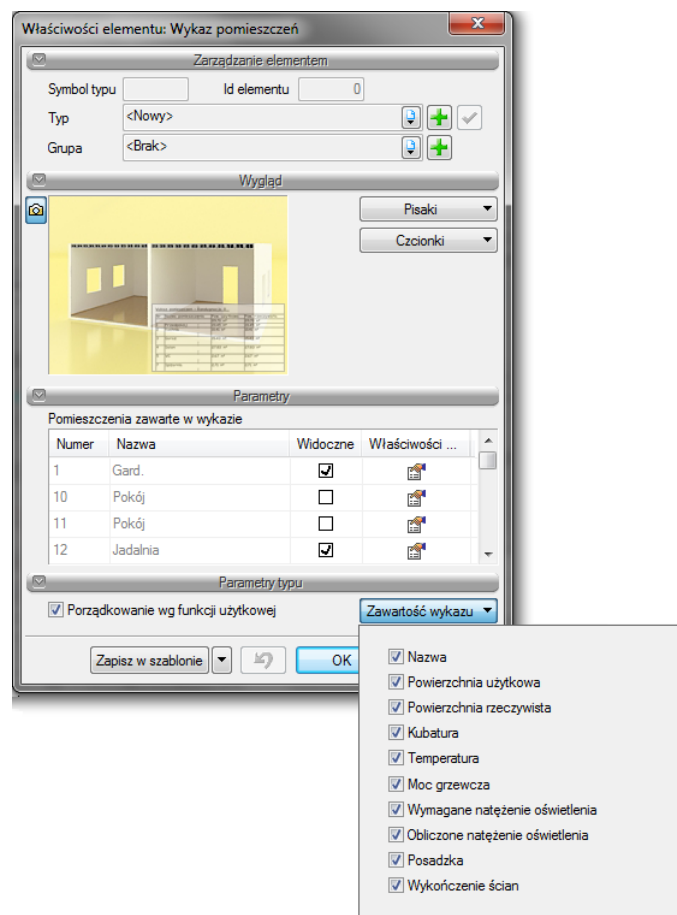 Właściwości elementu: Wykaz pomieszczeń
Zarządzanie elementem
Symbol typu Id elementu 0
Typ <Nowy>
Grupa <Brak>
Wygląd
Pisaki
Czcionki
Parametry
Pomieszczenia zawarte w wykazie
Numer Nazwa Widoczne Właściwości ...
1 Gard.
10 Pokój
11 Pokój
12 Jadalnia
Parametry typu
Porządkowanie wg funkcji użytkowej Zawartość wykazu
Zapisz w szablonie OK
Nazwa
Powierzchnia użytkowa
Powierzchnia rzeczywista
Kubatura
Temperatura
Moc grzewcza
Wymagane natężenie oświetlenia
Obliczone natężenie oświetlenia
Posadzka
Wykończenie ścian